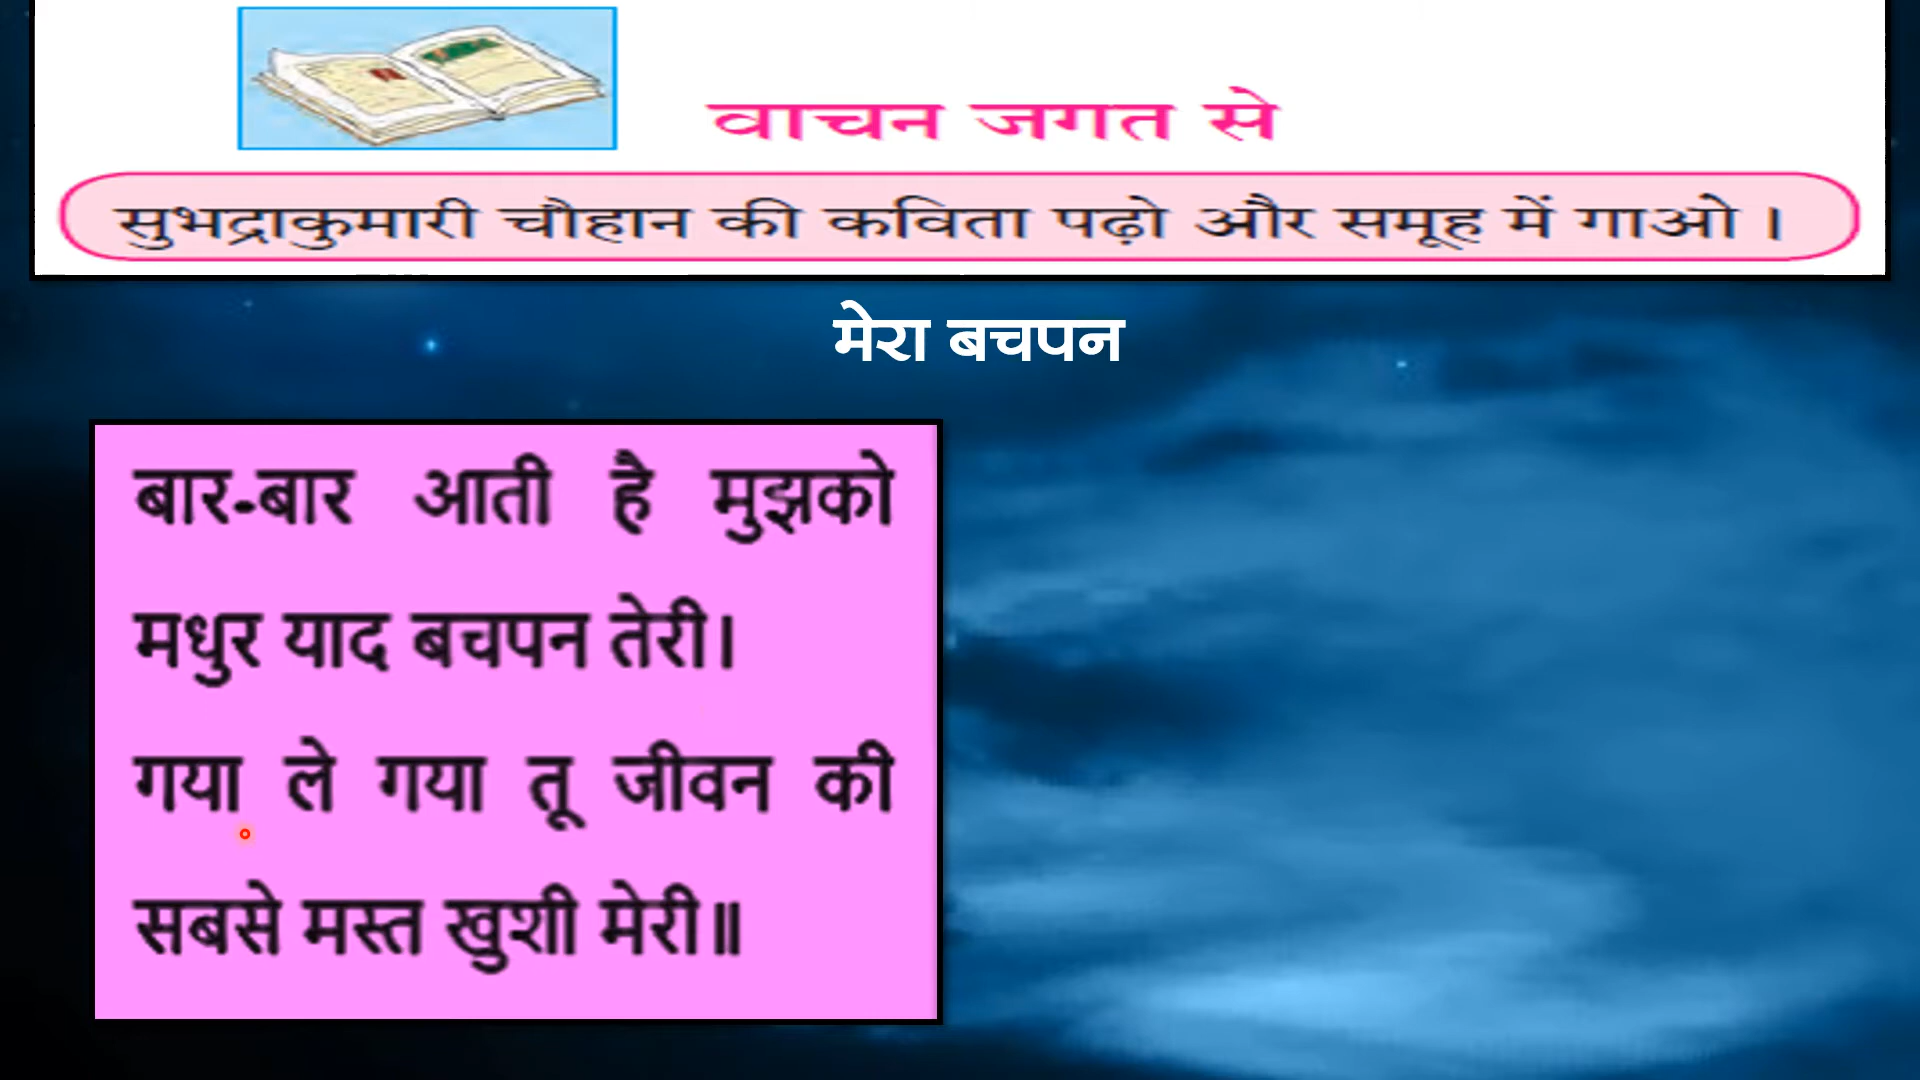 वाचन जगत से
सुभद्राकुमारी चौहान की कविता पढ़ो और समूह में गाओ ।
मेरा बचपन
बार-बार आती है मुझको
मधुर याद बचपन तेरी।
गया ले गया तू जीवन की
सबसे मस्त खुशी मेरी॥